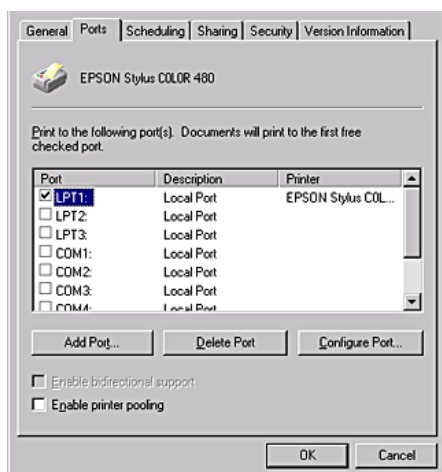 General Ports Scheduling Sharing Security Version Information
EPSON Stylus COLOR 480
Print to the following port(s). Documents will print to the first free
checked port.
Port Description Printer
LPT1: Local Port EPSON Stylus COL...
LPT2: Local Port
LPT3: Local Port
COM1: Local Port
COM2: Local Port
COM3: Local Port
COM4: Local Port
Add Port... Delete Port Configure Port...
Enable bidirectional support
Enable printer pooling
OK Cancel